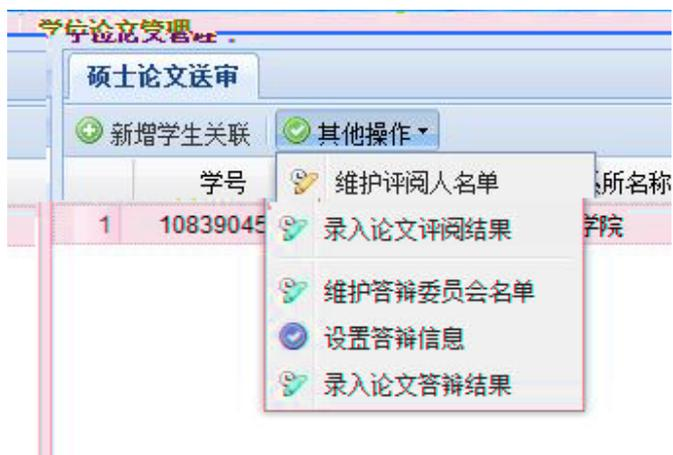 学位论文管理
硕士论文送审
新增学生关联 其他操作
学号 系所名称
维护评阅人名单
1 10839045 学院
录入论文评阅结果
维护答辩委员会名单
设置答辩信息
录入论文答辩结果